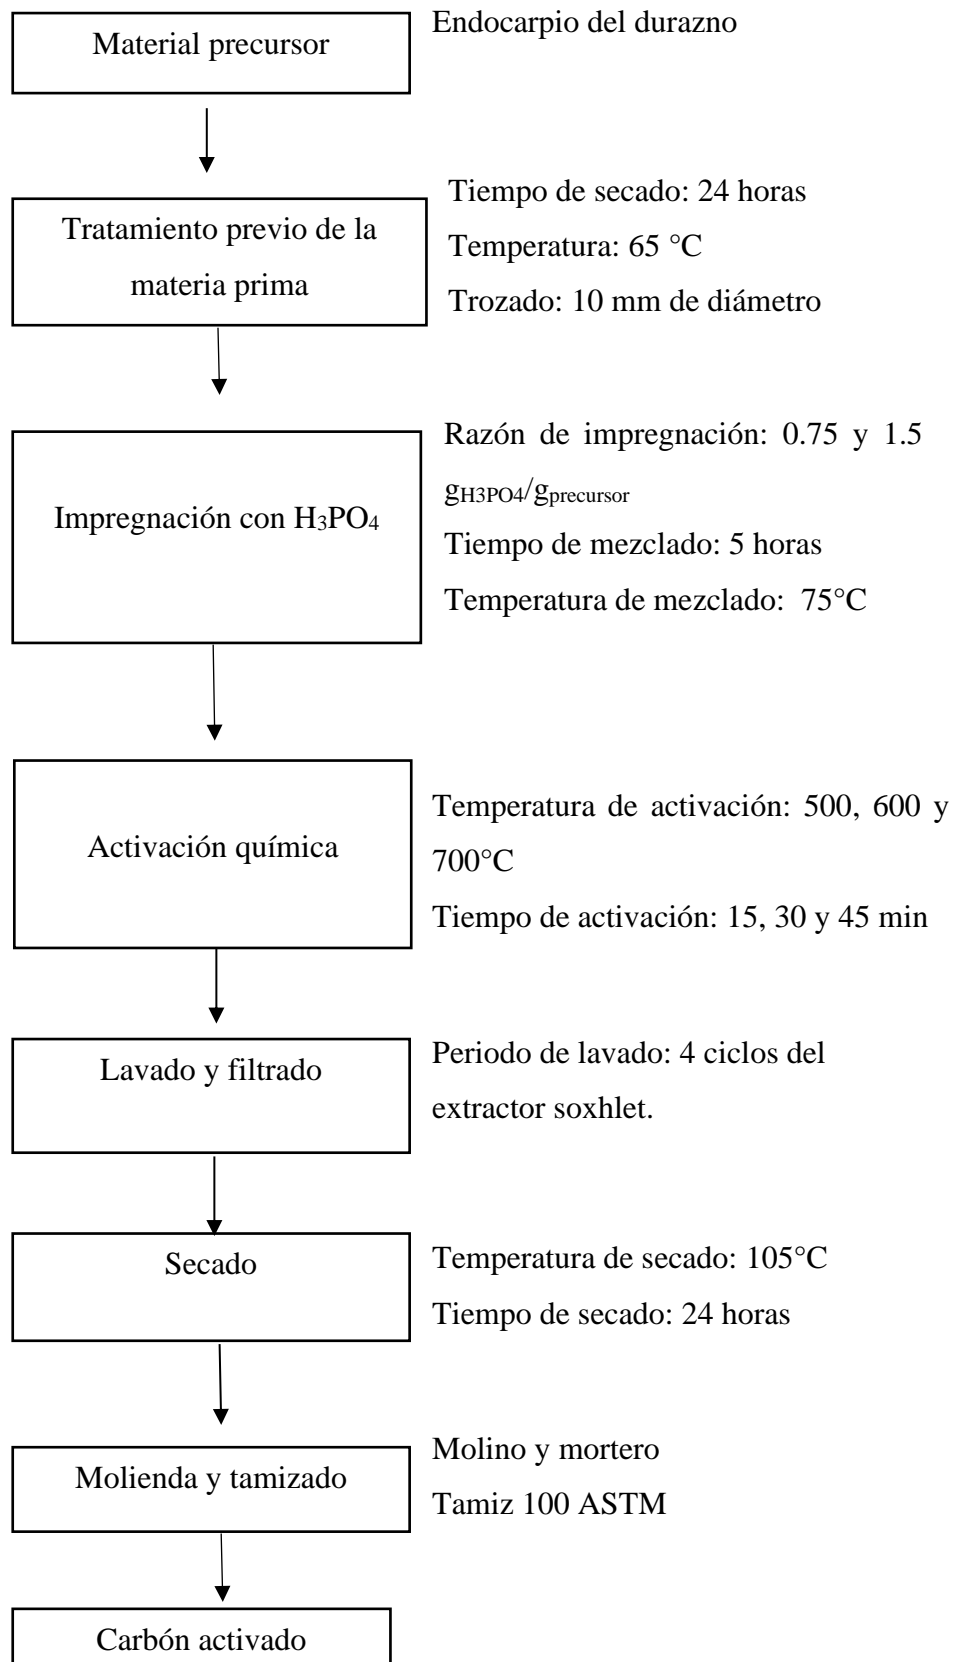 Material precursor
Endocarpio del durazno
Tratamiento previo de la
materia prima
Tiempo de secado: 24 horas
Temperatura: 65 °C
Trozado: 10 mm de diámetro
Impregnación con H₃PO₄
Razón de impregnación: 0.75 y 1.5
gH3PO4/gprecursor
Tiempo de mezclado: 5 horas
Temperatura de mezclado: 75°C
Activación química
Temperatura de activación: 500, 600 y
700°C
Tiempo de activación: 15, 30 y 45 min
Lavado y filtrado
Periodo de lavado: 4 ciclos del
extractor soxhlet.
Secado
Temperatura de secado: 105°C
Tiempo de secado: 24 horas
Molienda y tamizado
Molino y mortero
Tamiz 100 ASTM
Carbón activado